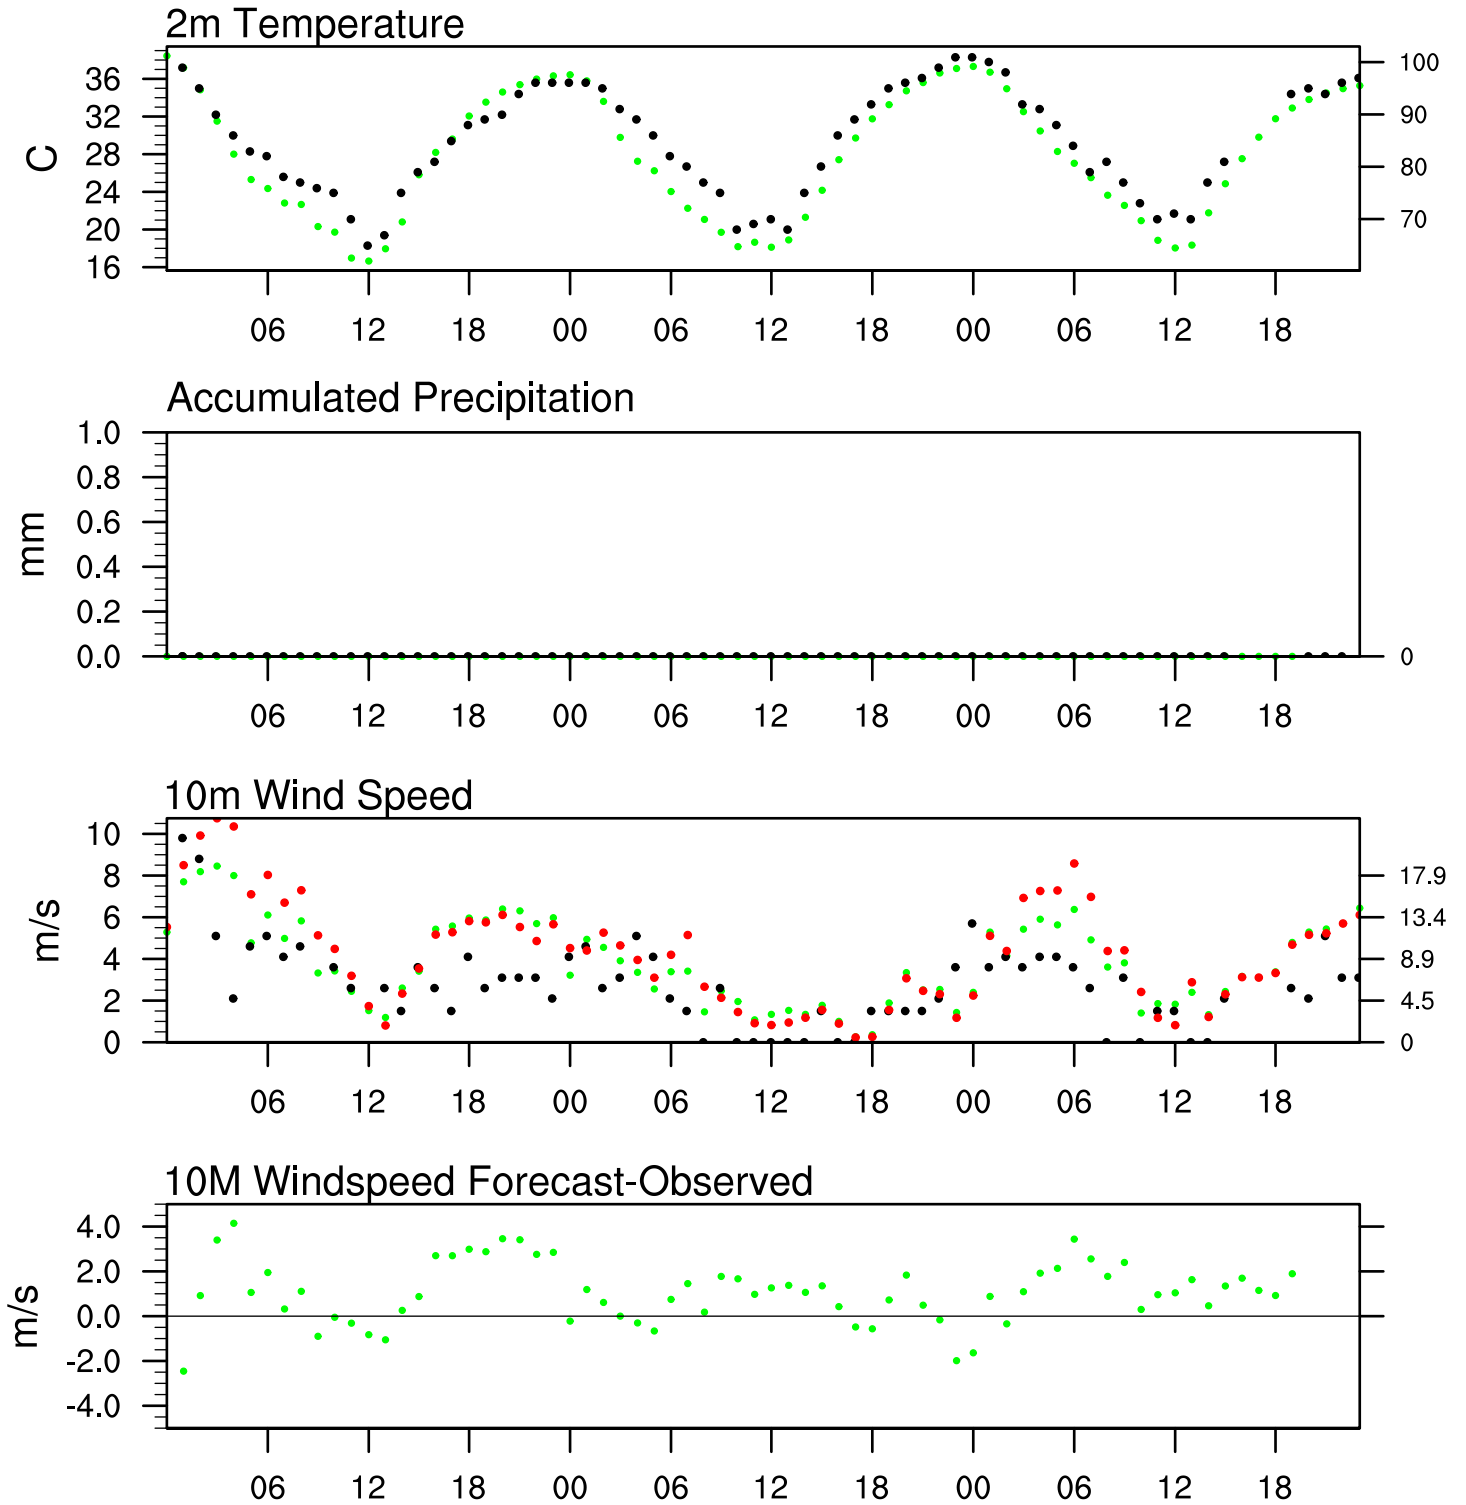 2m Temperature
36
32
28
24
20
16
C
100
90
80
70
06 12 18 00 06 12 18 00 06 12 18
Accumulated Precipitation
1.0
0.8
0.6
0.4
0.2
0.0
mm
0
06 12 18 00 06 12 18 00 06 12 18
10m Wind Speed
10
8
6
4
2
0
m/s
17.9
13.4
8.9
4.5
0
06 12 18 00 06 12 18 00 06 12 18
10M Windspeed Forecast-Observed
4.0
2.0
0.0
-2.0
-4.0
m/s
06 12 18 00 06 12 18 00 06 12 18